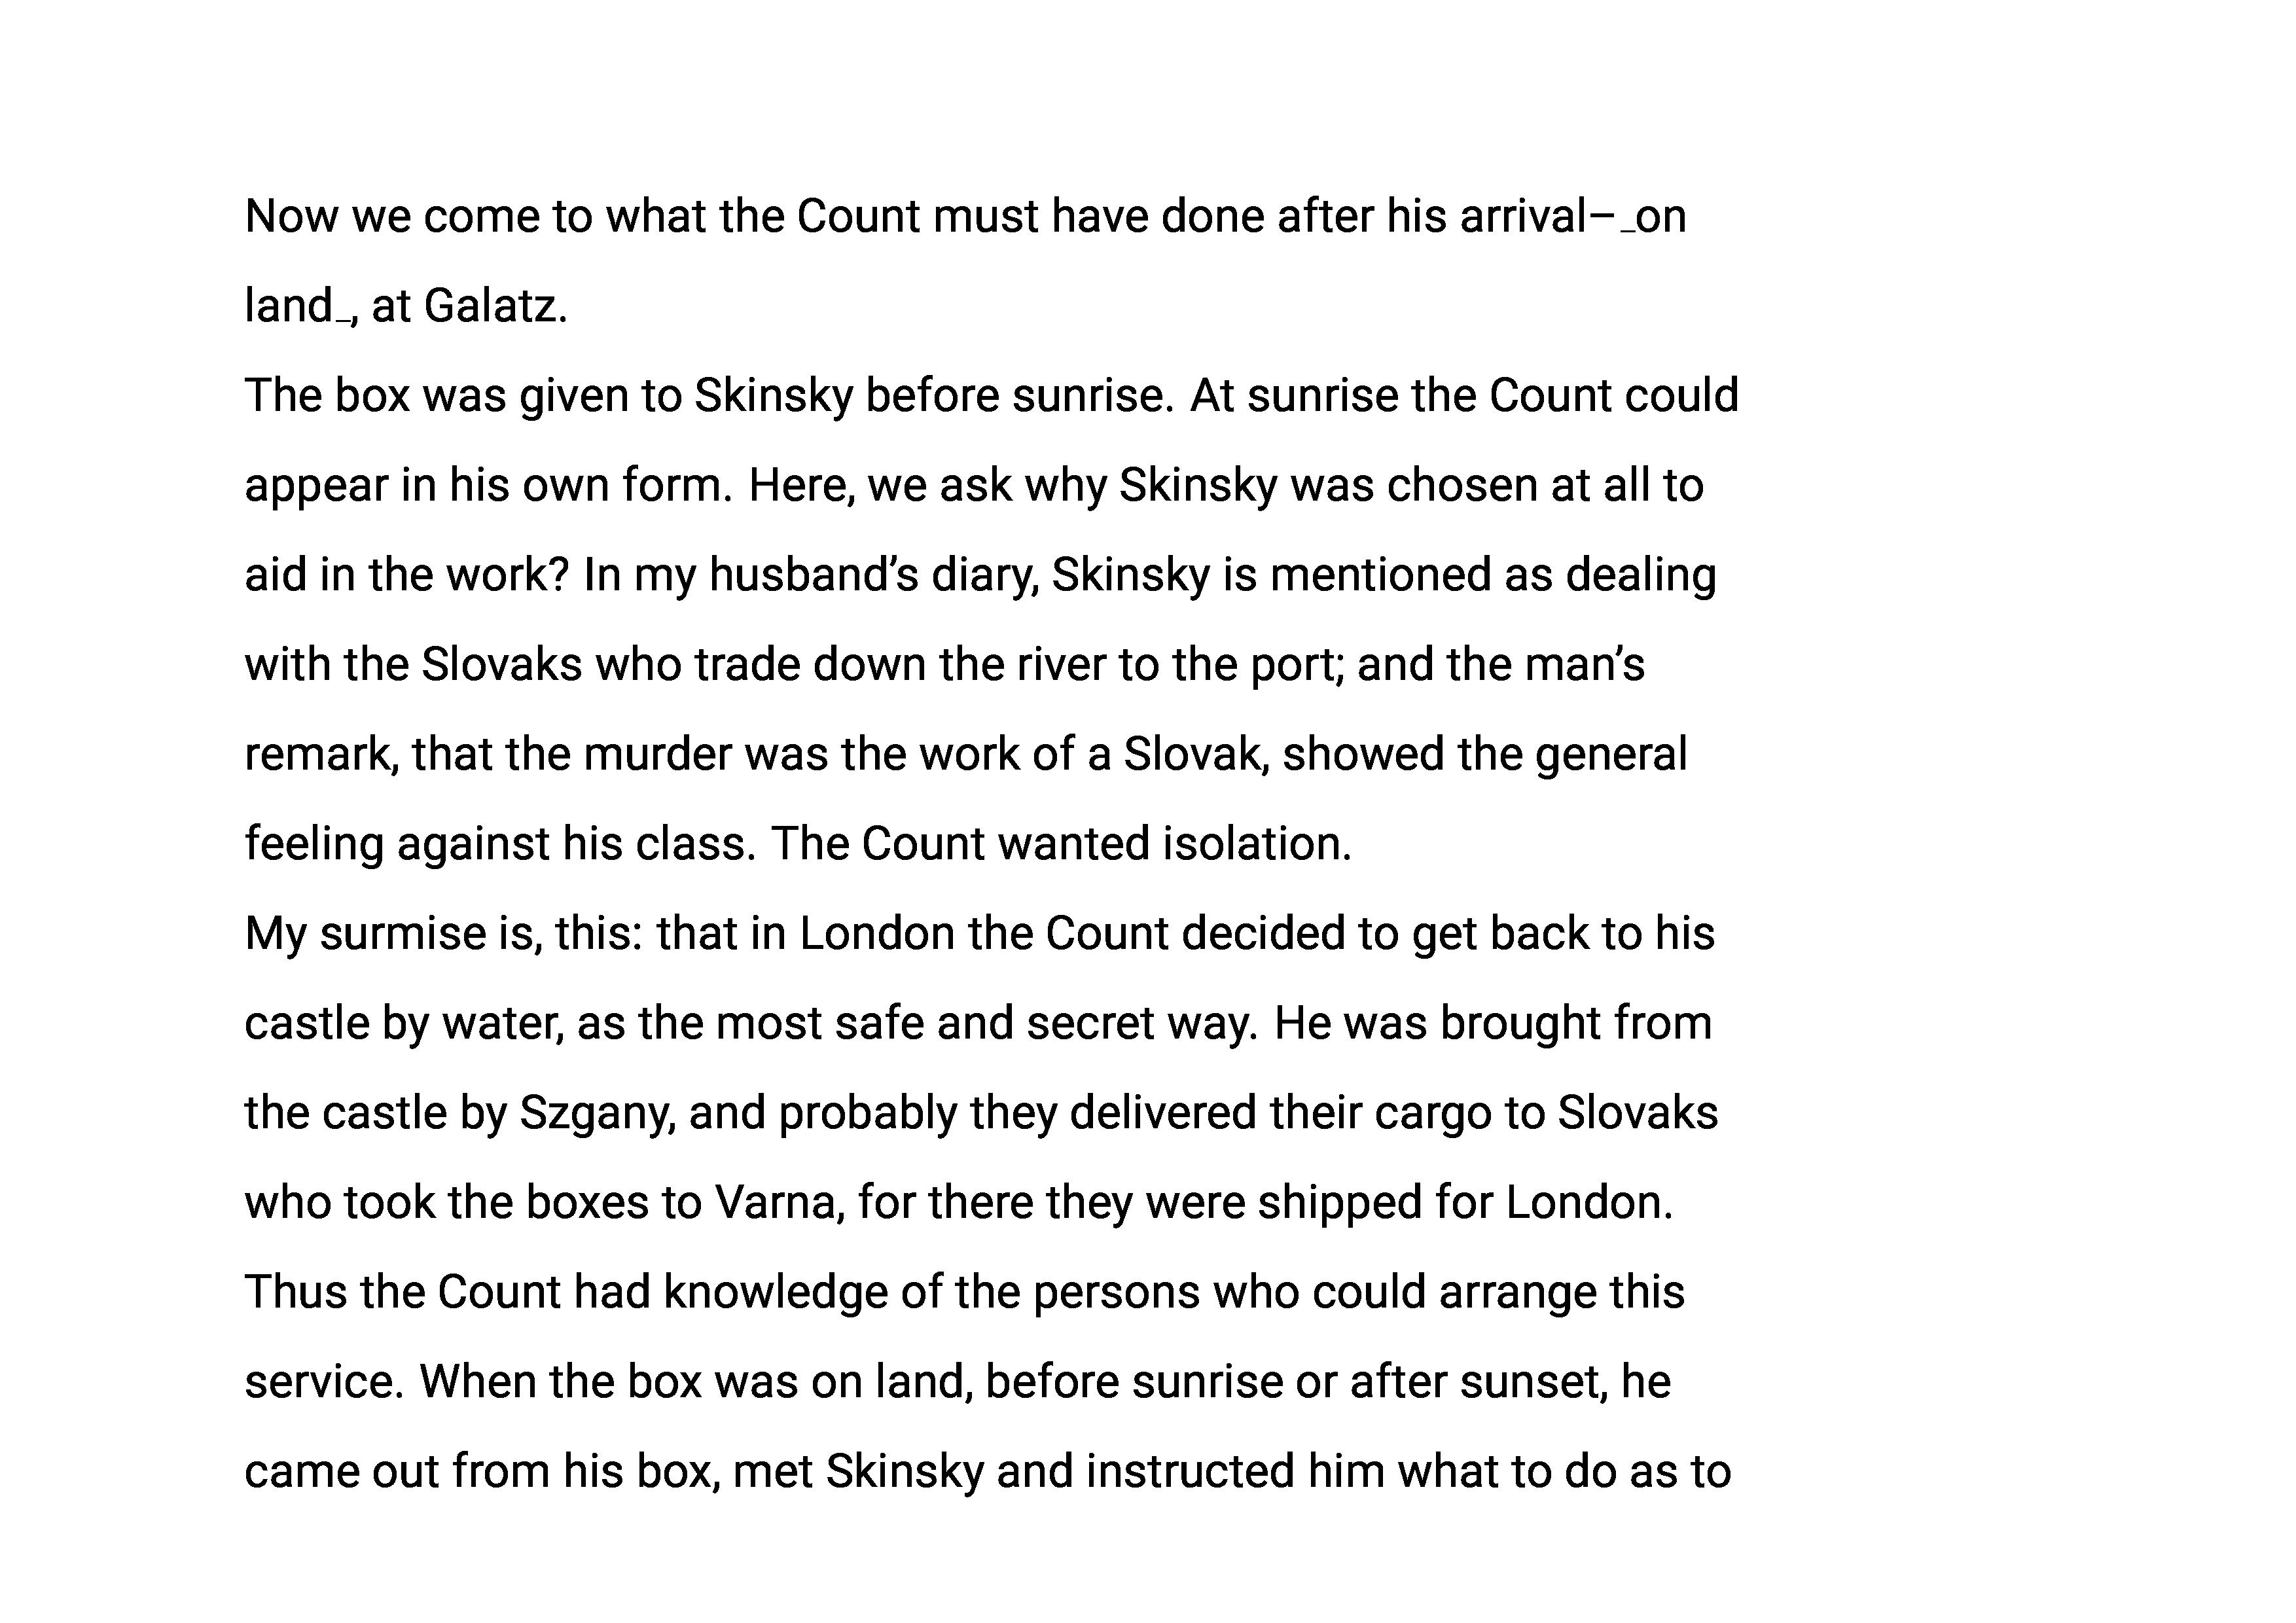 Now we come to what the Count must have done after his arrival– _on
land_, at Galatz.
The box was given to Skinsky before sunrise. At sunrise the Count could
appear in his own form. Here, we ask why Skinsky was chosen at all to
aid in the work? In my husband’s diary, Skinsky is mentioned as dealing
with the Slovaks who trade down the river to the port; and the man’s
remark, that the murder was the work of a Slovak, showed the general
feeling against his class. The Count wanted isolation.
My surmise is, this: that in London the Count decided to get back to his
castle by water, as the most safe and secret way. He was brought from
the castle by Szgany, and probably they delivered their cargo to Slovaks
who took the boxes to Varna, for there they were shipped for London.
Thus the Count had knowledge of the persons who could arrange this
service. When the box was on land, before sunrise or after sunset, he
came out from his box, met Skinsky and instructed him what to do as to